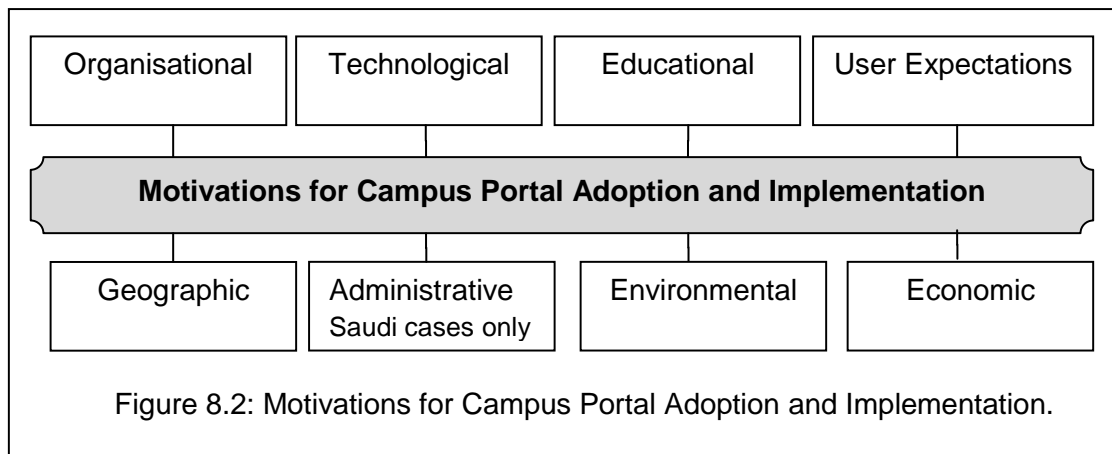 Organisational
Technological
Educational
User Expectations
Motivations for Campus Portal Adoption and Implementation
Geographic
Administrative
Saudi cases only
Environmental
Economic
Figure 8.2: Motivations for Campus Portal Adoption and Implementation.